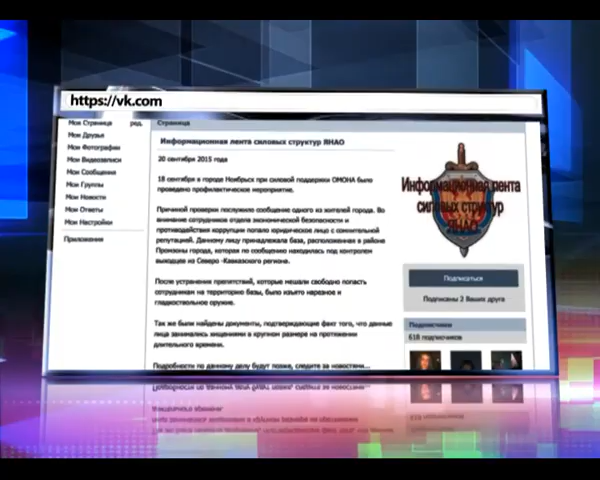 https://vk.com
Моя Страница ред.
Мои Друзья
Мои Фотографии
Мои Видеозаписи
Мои Сообщения
Мои Группы
Мои Новости
Мои Ответы
Мои Настройки
Приложения
Страница
Информационная лента силовых структур ЯНАО
20 сентября 2015 года
18 сентября в городе Ноябрьск при силовой поддержки ОМОНА было
проведено профилактическое мероприятие.
Причиной проверки послужило сообщение одного из жителей города. Во
внимание сотрудников отдела экономической безопасности и
противодействия коррупции попало юридическое лицо с сомнительной
репутацией. Данному лицу принадлежала база, расположенная в районе
Промзоны города, которая по сообщению находилась под контролем
выходцев из Северо -Кавказского региона.
После устранения препятствий, которые мешали свободно попасть
сотрудникам на территорию базы, было изъято нарезное и
гладкоствольное оружие.
Так же были найдены документы, подтверждающие факт того, что данные
лица занимались хищениями в крупном размере на протяжении
длительного времени.
Подробности по данному делу будут позже, следите за новостями...
Информационная лента
силовых структур
ЯНАО
Подписаться
Подписаны 2 Ваших друга
Подписчики
618 подписчиков